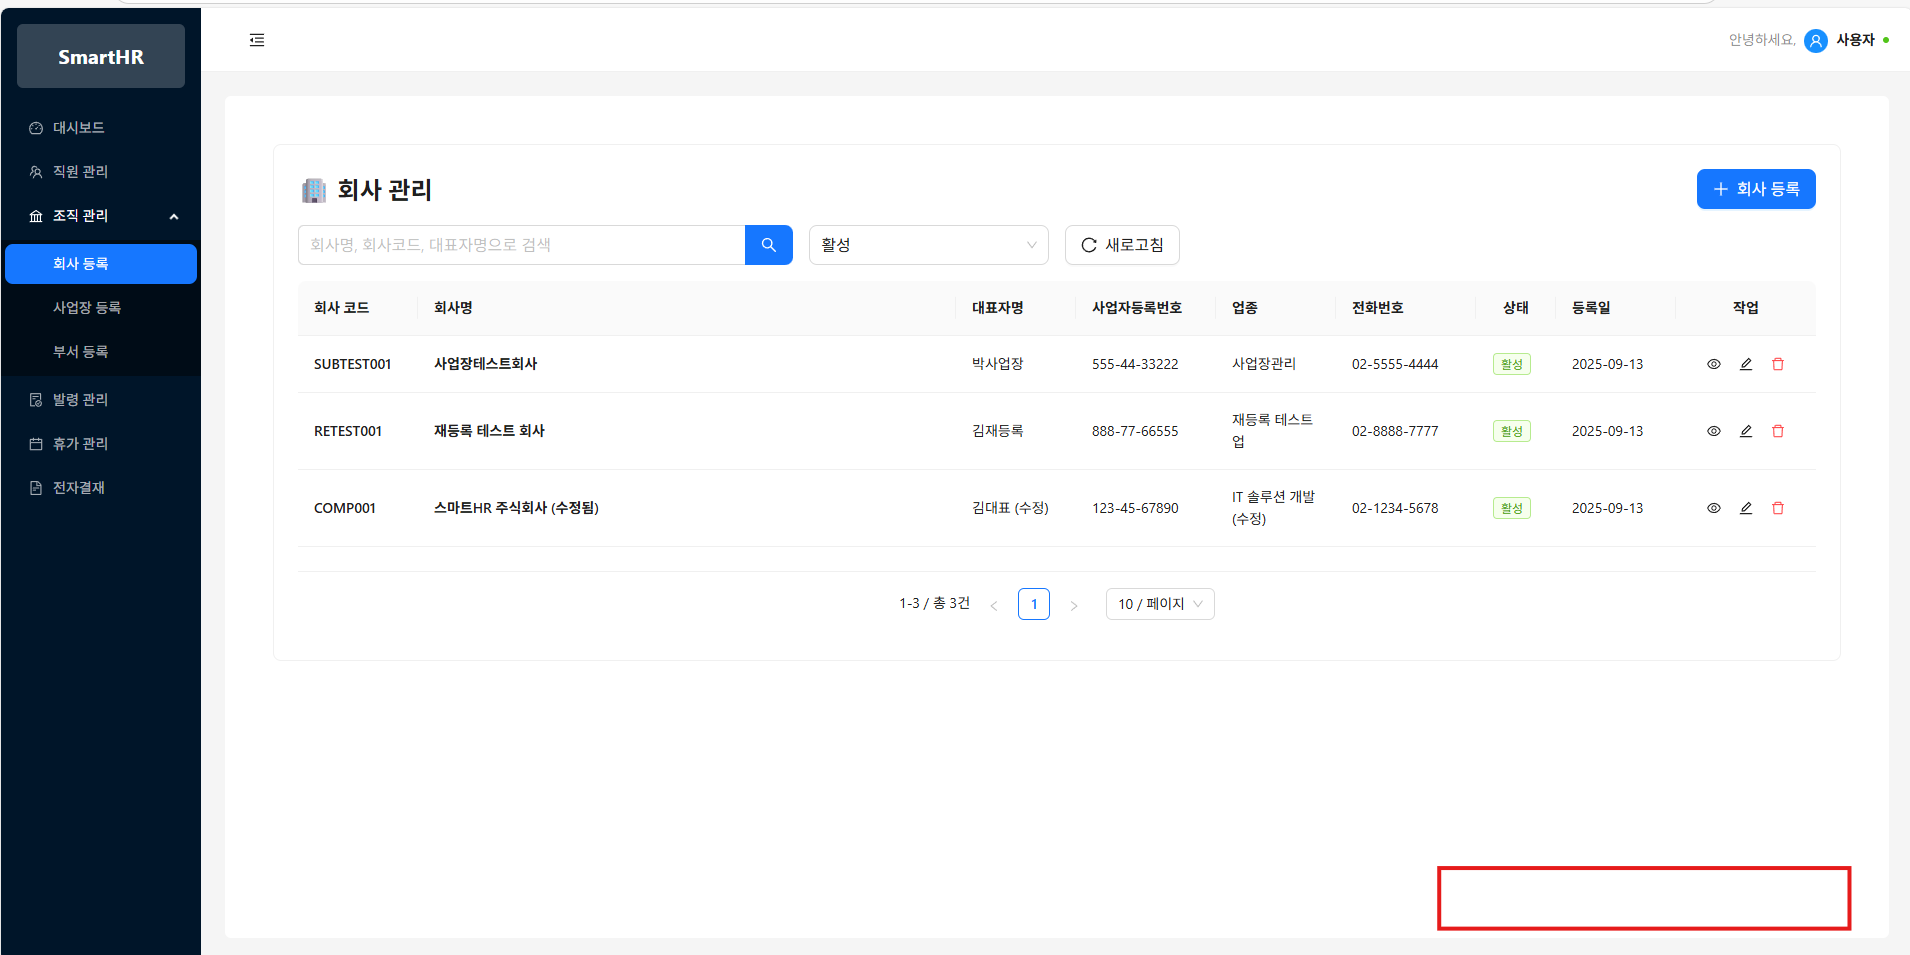 SmartHR
안녕하세요, 사용자
대시보드
직원 관리
조직 관리
회사 등록
사업장 등록
부서 등록
발령 관리
휴가 관리
전자결재
회사 관리
회사 등록
회사명, 회사코드, 대표자명으로 검색 활성 새로고침
회사 코드 회사명 대표자명 사업자등록번호 업종 전화번호 상태 등록일 작업
SUBTEST001 사업장테스트회사 박사업장 555-44-33222 사업장관리 02-5555-4444 활성 2025-09-13
RETEST001 재등록 테스트 회사 김재등록 888-77-66555 재등록 테스트 02-8888-7777 활성 2025-09-13
업
COMP001 스마트HR 주식회사 (수정됨) 김대표 (수정) 123-45-67890 IT 솔루션 개발 02-1234-5678 활성 2025-09-13
(수정)
1-3 / 총 3건 1 10 / 페이지